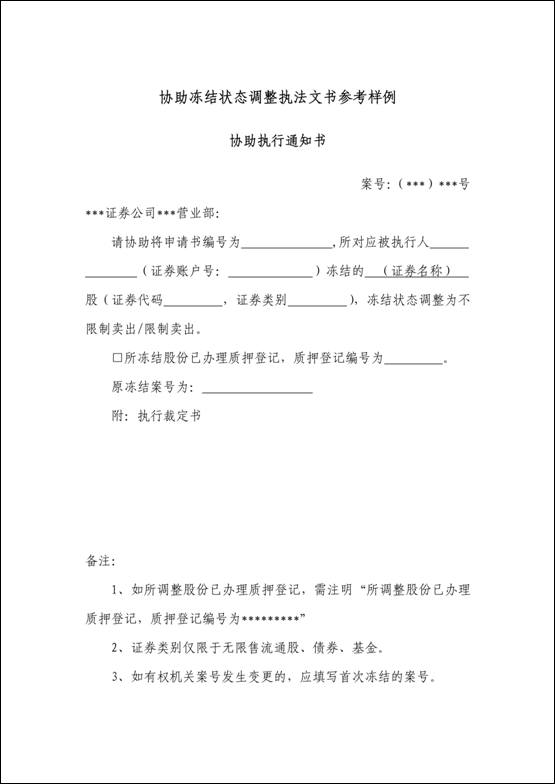 协助冻结状态调整执法文书参考样例
协助执行通知书
案号：（***）***号
***证券公司***营业部：
请协助将申请书编号为______________,所对应被执行人______
________（证券账户号：_____________）冻结的__（证券名称）__
股（证券代码_________，证券类别_________），冻结状态调整为不
限制卖出/限制卖出。
□所冻结股份已办理质押登记，质押登记编号为_________。
原冻结案号为：_________________
附：执行裁定书
备注：
1、如所调整股份已办理质押登记，需注明“所调整股份已办理
质押登记，质押登记编号为*********”
2、证券类别仅限于无限售流通股、债券、基金。
3、如有权机关案号发生变更的，应填写首次冻结的案号。